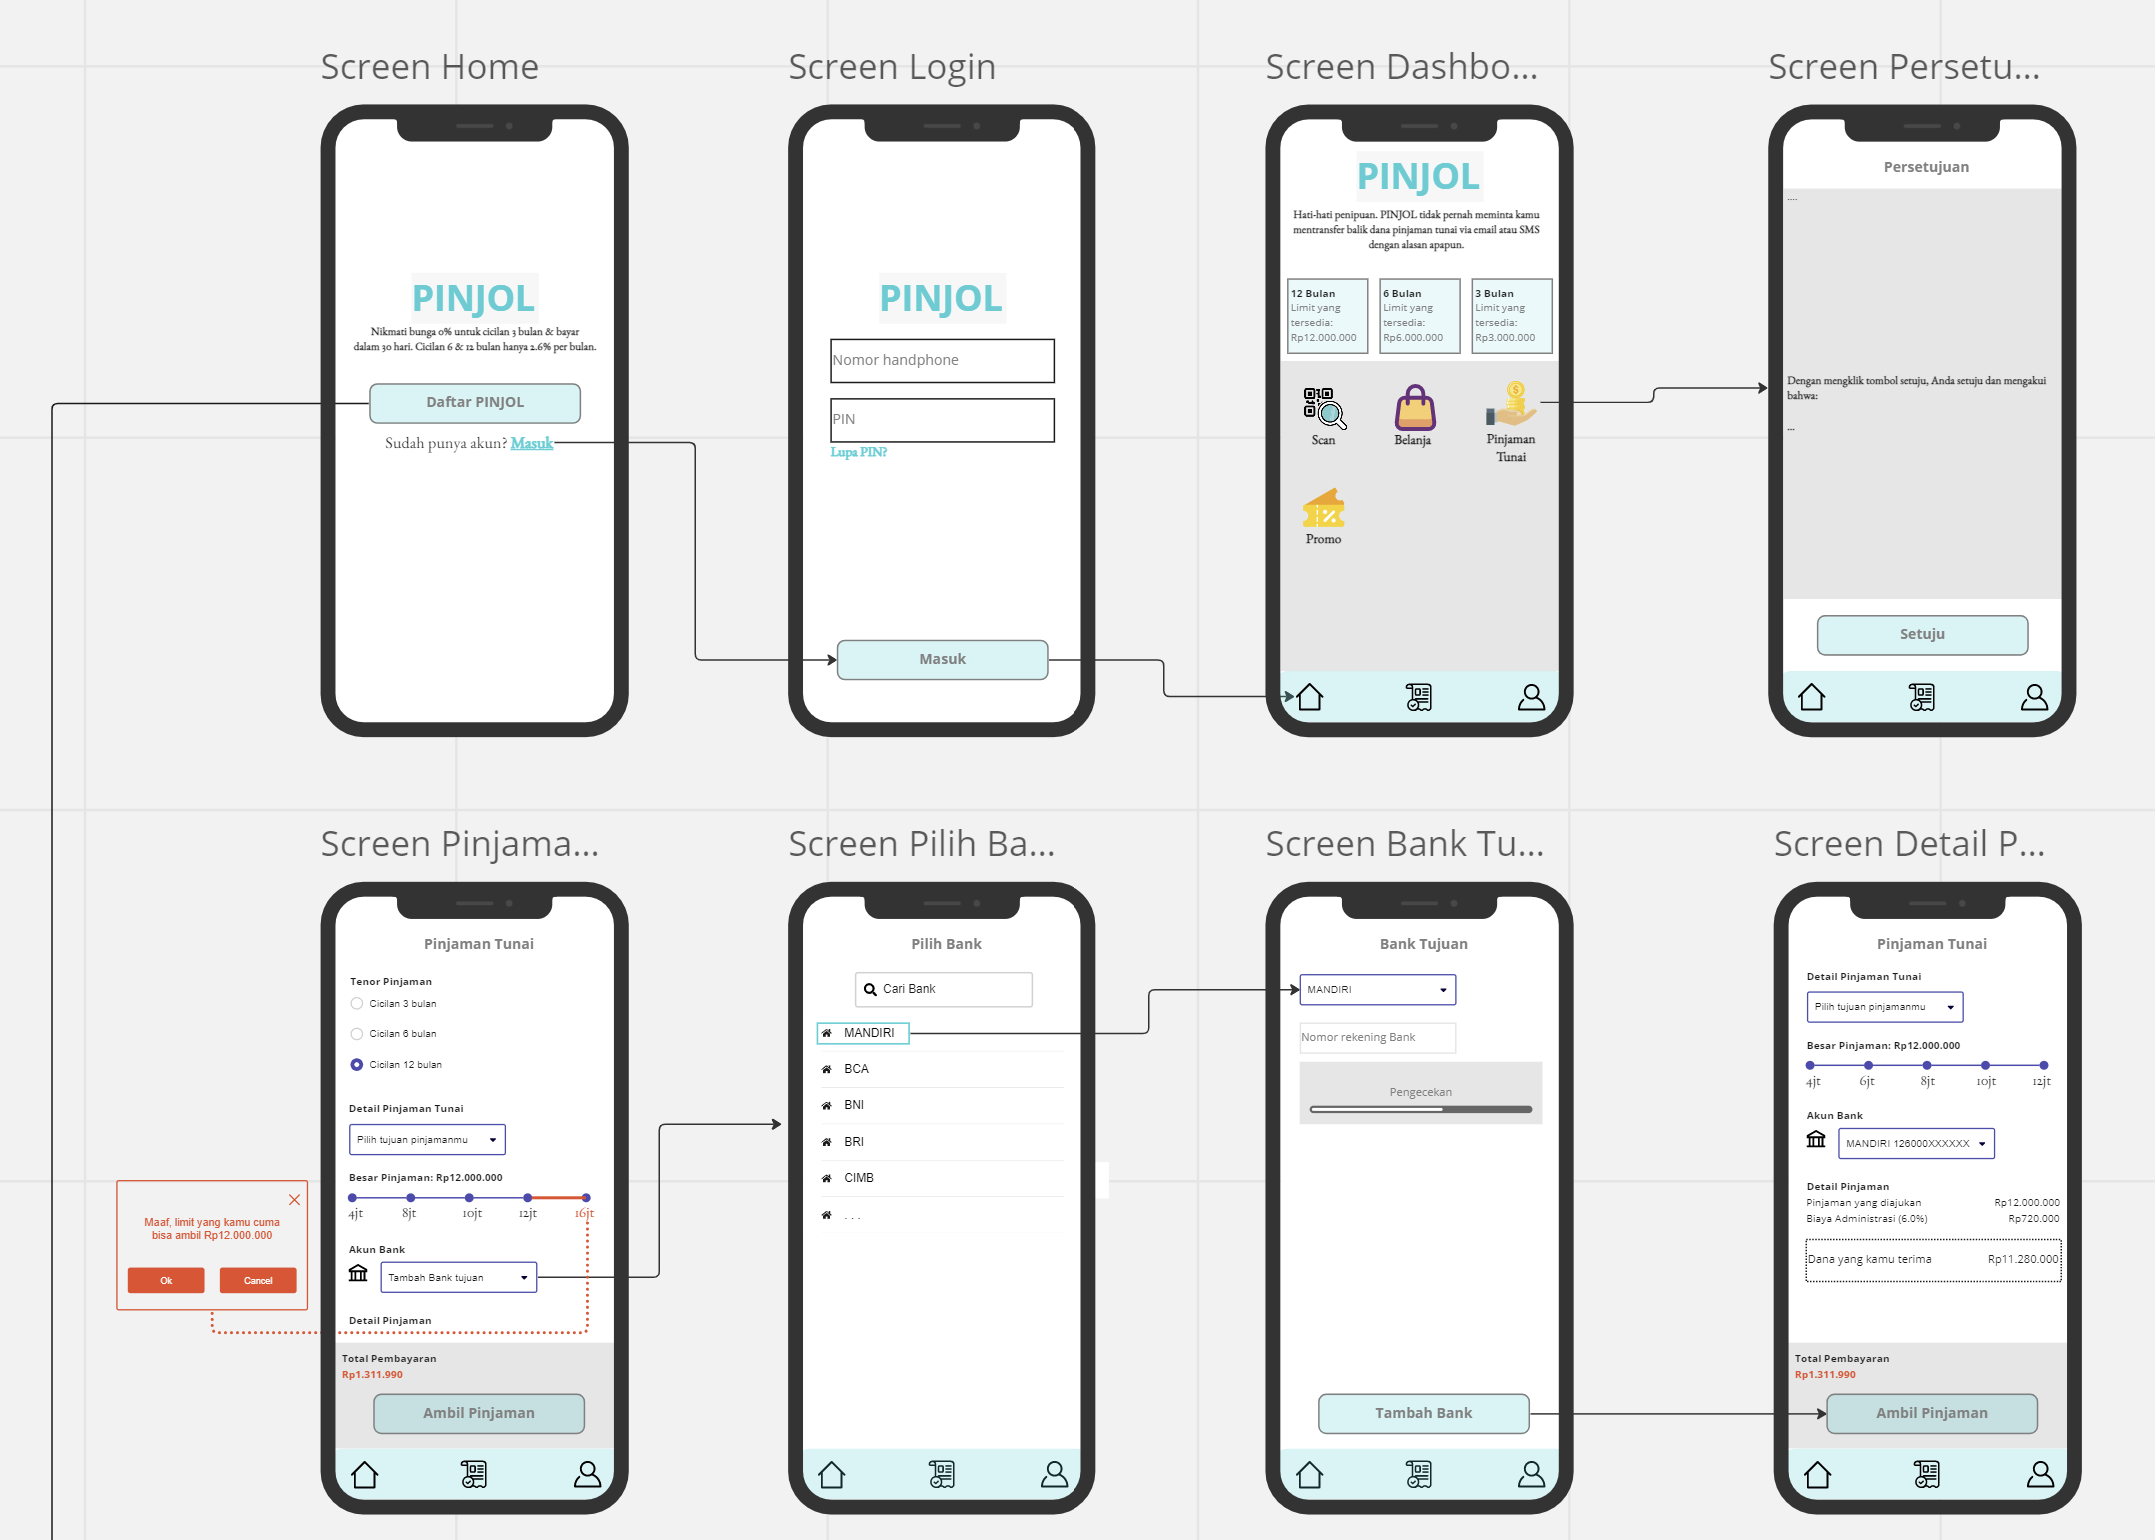 Screen Home
PINJOL
Nikmati bunga 0% untuk cicilan 3 bulan & bayar
dalam 30 hari. Cicilan 6 & 12 bulan hanya 2.6% per bulan.
Daftar PINJOL
Sudah punya akun? Masuk
Screen Login
PINJOL
Nomor handphone
PIN
Lupa PIN?
Masuk
Screen Dashbo...
PINJOL
Hati-hati penipuan. PINJOL tidak pernah meminta kamu
mentransfer balik dana pinjaman tunai via email atau SMS
dengan alasan apapun.
12 Bulan
Limit yang
tersedia:
Rp12.000.000
6 Bulan
Limit yang
tersedia:
Rp6.000.000
3 Bulan
Limit yang
tersedia:
Rp3.000.000
Scan
Belanja
Pinjaman
Tunai
Promo
Screen Persetu...
Persetujuan
....
Dengan mengklik tombol setuju, Anda setuju dan mengakui
bahwa:
...
Setuju
Screen Pinjama...
Pinjaman Tunai
Tenor Pinjaman
Cicilan 3 bulan
Cicilan 6 bulan
Cicilan 12 bulan
Detail Pinjaman Tunai
Pilih tujuan pinjamanmu
Besar Pinjaman: Rp12.000.000
4jt 8jt 10jt 12jt 16jt
Akun Bank
Tambah Bank tujuan
Detail Pinjaman
Total Pembayaran
Rp1.311.990
Ambil Pinjaman
Maaf, limit yang kamu cuma
bisa ambil Rp12.000.000
Ok Cancel
Screen Pilih Ba...
Pilih Bank
Cari Bank
MANDIRI
BCA
BNI
BRI
CIMB
. . .
Screen Bank Tu...
Bank Tujuan
MANDIRI
Nomor rekening Bank
Pengecekan
Tambah Bank
Screen Detail P...
Pinjaman Tunai
Detail Pinjaman Tunai
Pilih tujuan pinjamanmu
Besar Pinjaman: Rp12.000.000
4jt 6jt 8jt 10jt 12jt
Akun Bank
MANDIRI 126000XXXXXX
Detail Pinjaman
Pinjaman yang diajukan Rp12.000.000
Biaya Administrasi (6.0%) Rp720.000
Dana yang kamu terima Rp11.280.000
Total Pembayaran
Rp1.311.990
Ambil Pinjaman